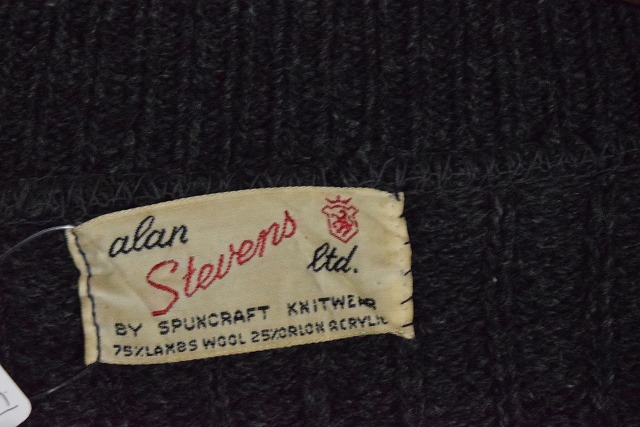 alan
Stevens
ltd.
BY SPUNCRAFT KNITWEAR
75% LAMBS WOOL 25% ORLON ACRYLIC